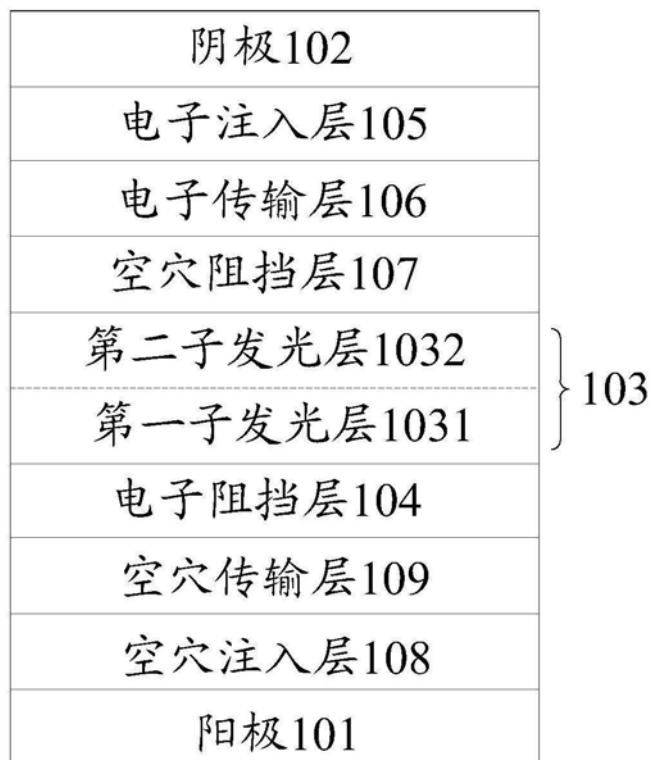 阴极102
电子注入层105
电子传输层106
空穴阻挡层107
第二子发光层1032
103
第一子发光层1031
电子阻挡层104
空穴传输层109
空穴注入层108
阳极101